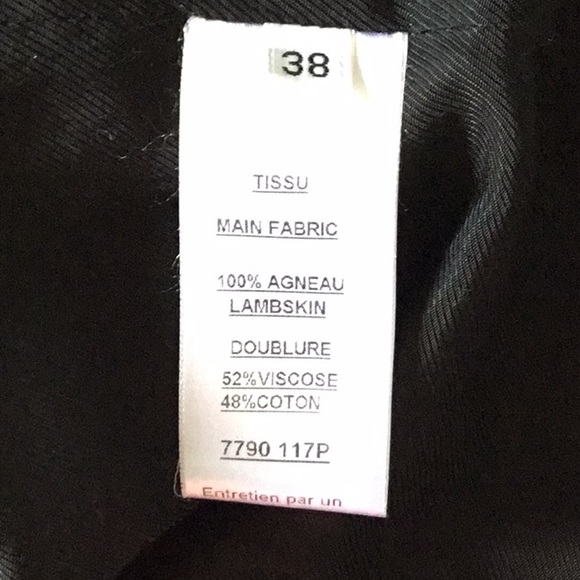 38
TISSU
MAIN FABRIC
100% AGNEAU
LAMBSKIN
DOUBLURE
52%VISCOSE
48%COTON
7790 117P
Entretien par un